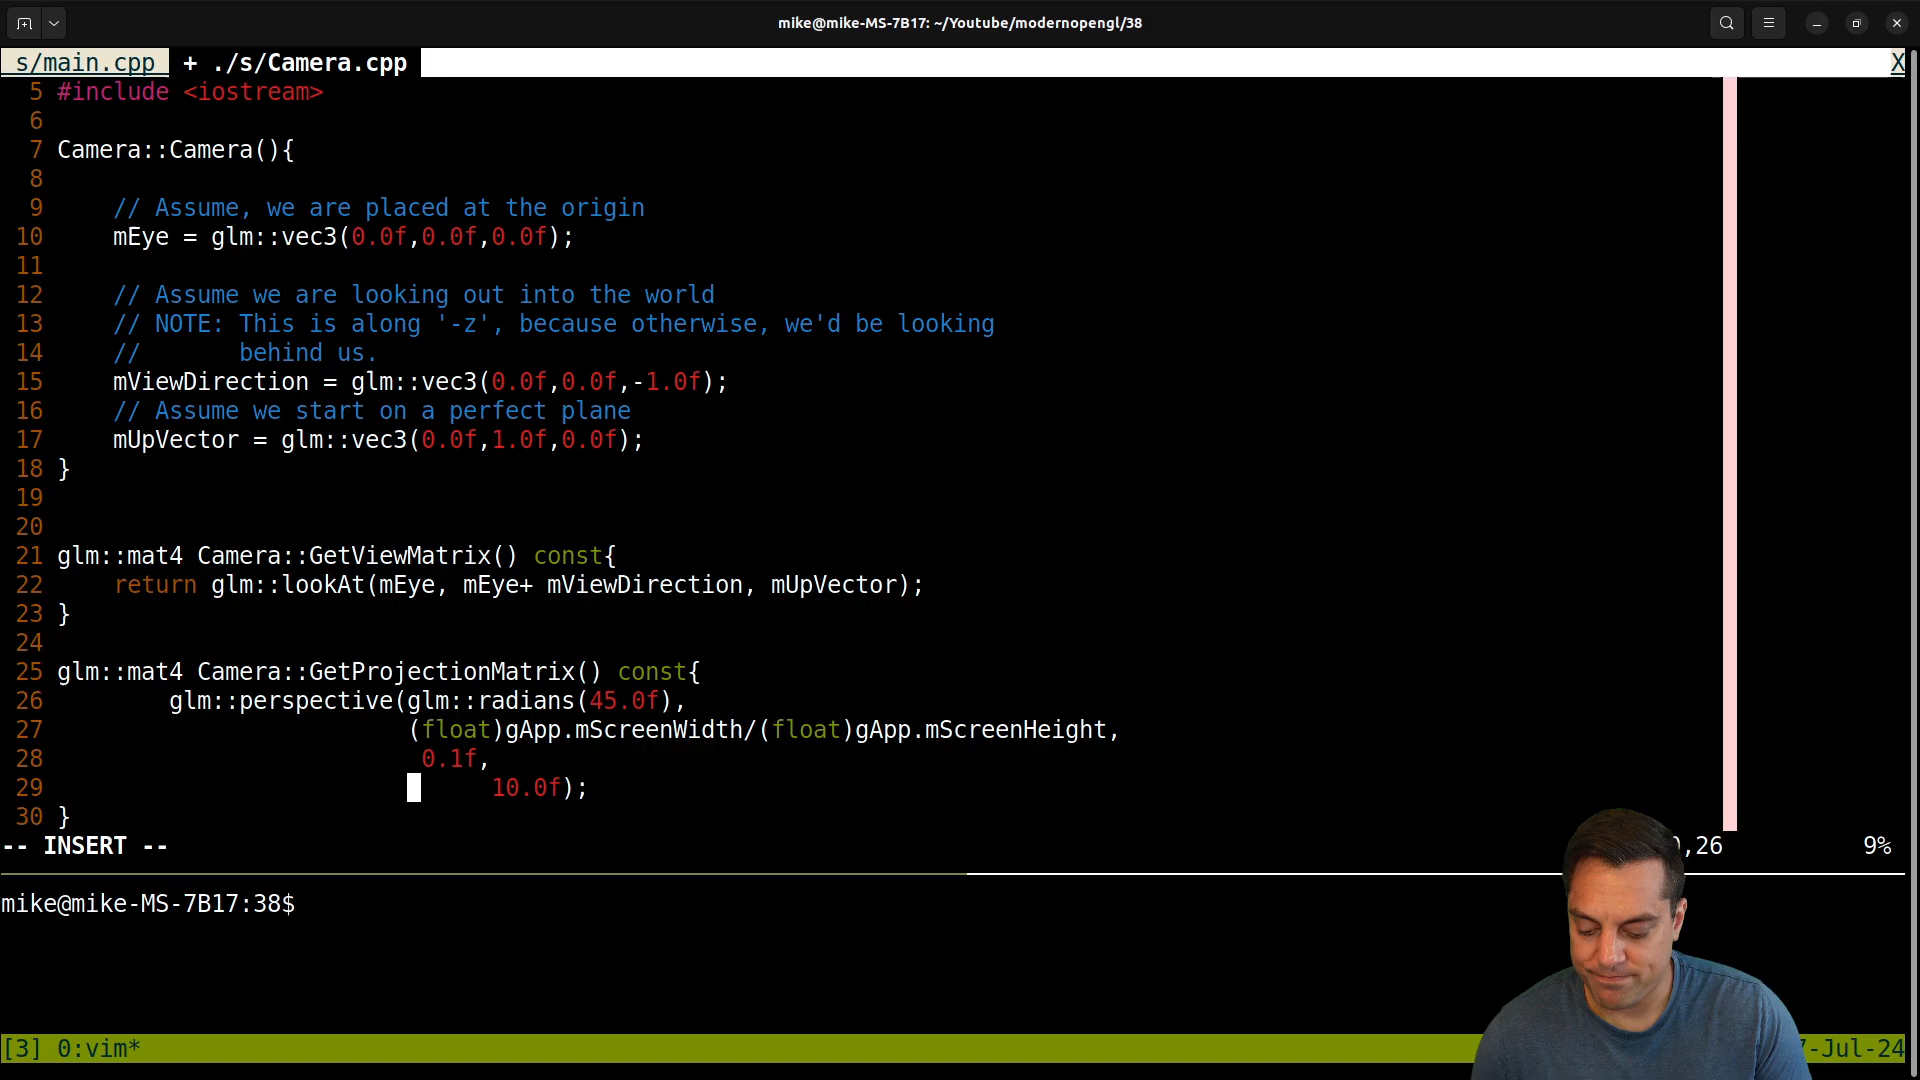 mike@mike-MS-7B17: ~/Youtube/modernopengl/38
s/main.cpp + ./s/Camera.cpp X
5 #include <iostream>
6
7 Camera::Camera(){
8
9 // Assume, we are placed at the origin
10 mEye = glm::vec3(0.0f,0.0f,0.0f);
11
12 // Assume we are looking out into the world
13 // NOTE: This is along '-z', because otherwise, we'd be looking
14 // behind us.
15 mViewDirection = glm::vec3(0.0f,0.0f,-1.0f);
16 // Assume we start on a perfect plane
17 mUpVector = glm::vec3(0.0f,1.0f,0.0f);
18 }
19
20
21 glm::mat4 Camera::GetViewMatrix() const{
22 return glm::lookAt(mEye, mEye+ mViewDirection, mUpVector);
23 }
24
25 glm::mat4 Camera::GetProjectionMatrix() const{
26 glm::perspective(glm::radians(45.0f),
27 (float)gApp.mScreenWidth/(float)gApp.mScreenHeight,
28 0.1f,
29 10.0f);
30 }
-- INSERT -- ,26 9%
mike@mike-MS-7B17:38$
[3] 0:vim* -Jul-24